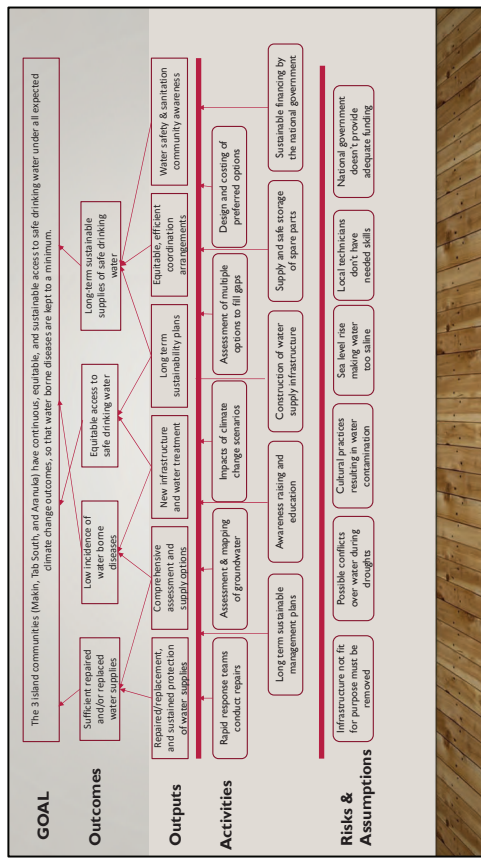 GOAL
The 3 island communities (Makin, Tab South, and Aranuka) have continuous, equitable, and sustainable access to safe drinking water under all expected
climate change outcomes, so that water borne diseases are kept to a minimum.
Outcomes
Sufficient repaired
and/or replaced
water supplies
Low incidence of
water borne
diseases
Equitable access to
safe drinking water
Long-term sustainable
supplies of safe drinking
water
Outputs
Repaired/replacement,
and sustained protection
of water supplies
Comprehensive
assessment and
supply options
New infrastructure
and water treatment
Long term
sustainability plans
Equitable, efficient
coordination
arrangements
Water safety & sanitation
community awareness
Activities
Rapid response teams
conduct repairs
Assessment & mapping
of groundwater
Impacts of climate
change scenarios
Assessment of multiple
options to fill gaps
Design and costing of
preferred options
Long term sustainable
management plans
Awareness raising and
education
Construction of water
supply infrastructure
Supply and safe storage
of spare parts
Sustainable financing by
the national government
Risks &
Assumptions
Infrastructure not fit
for purpose must be
removed
Possible conflicts
over water during
droughts
Cultural practices
resulting in water
contamination
Sea level rise
making water
too saline
Local technicians
don't have
needed skills
National government
doesn't provide
adequate funding